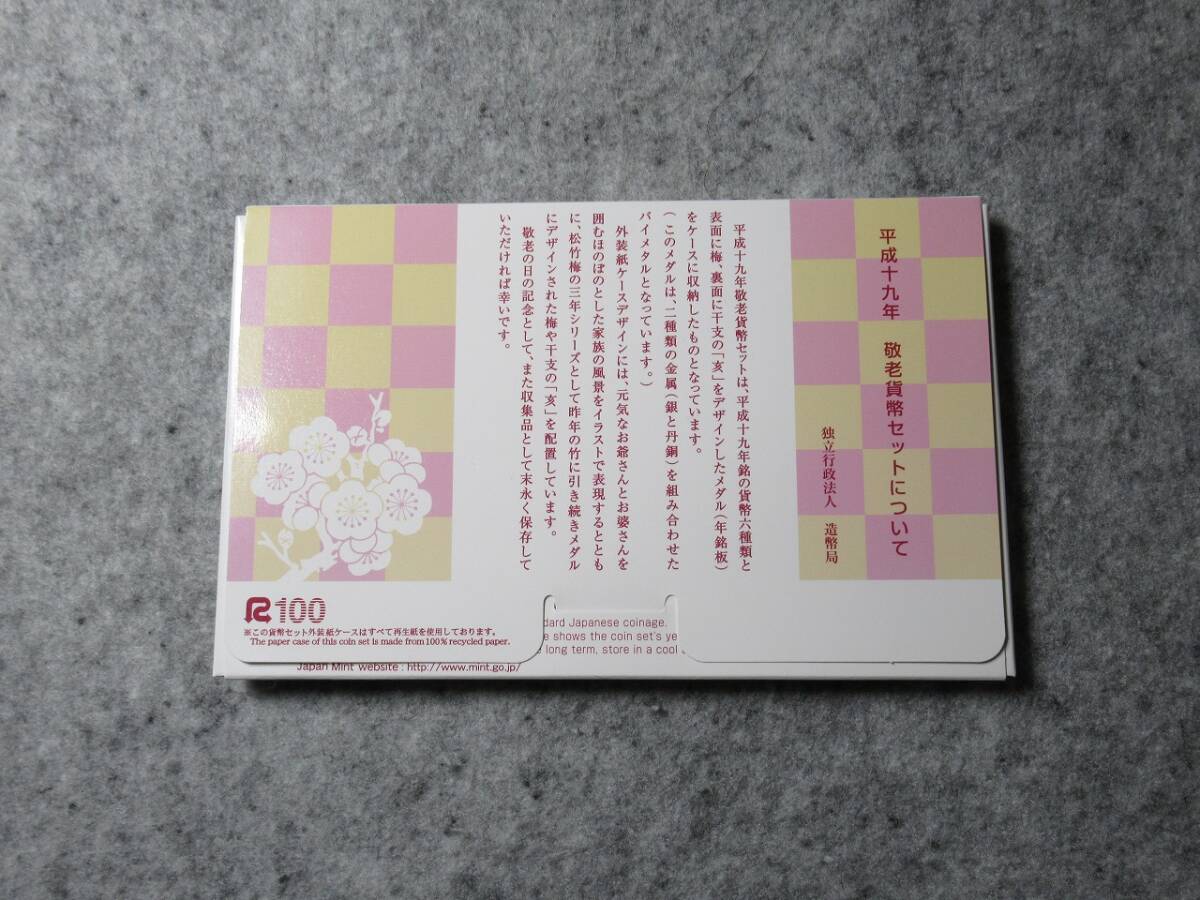 平成十九年 敬老貨幣セットについて
独立行政法人 造幣局
平成十九年敬老貨幣セットは、平成十九年銘の貨幣六種類と
表面に梅、裏面に干支の「亥」をデザインしたメダル（年銘板）
をケースに収納したものとなっています。
（このメダルは、二種類の金属（銀と丹銅）を組み合わせた
バイメタルとなっています。）
外装紙ケースデザインには、元気なお爺さんとお婆さんを
囲むほのぼのとした家族の風景をイラストで表現するととも
に、松竹梅の三年シリーズとして昨年の竹に引き続きメダル
にデザインされた梅や干支の「亥」を配置しています。
敬老の日の記念として、また収集品として末永く保存して
いただければ幸いです。
R100
※この貨幣セット外装紙ケースはすべて再生紙を使用しております。
The paper case of this coin set is made from 100% recycled paper.
dard Japanese coinage.
e shows the coin set's ye
long term, store in a cool
Japan Mint website : http://www.mint.go.jp/